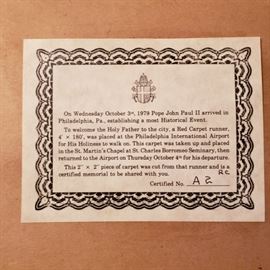 On Wednesday October 3rd, 1979 Pope John Paul II arrived in
Philadelphia, Pa., establishing a most Historical Event.
To welcome the Holy Father to the city, a Red Carpet runner,
4' × 180', was placed at the Philadelphia International Airport
for His Holiness to walk on. This carpet was taken up and placed
in the St. Martin's Chapel at St. Charles Borromeo Seminary, then
returned to the Airport on Thursday October 4th for his departure.
This 2" × 2" piece of carpet was cut from that runner and is
a certified memorial to be shared with you.
RC
Certified No. A2